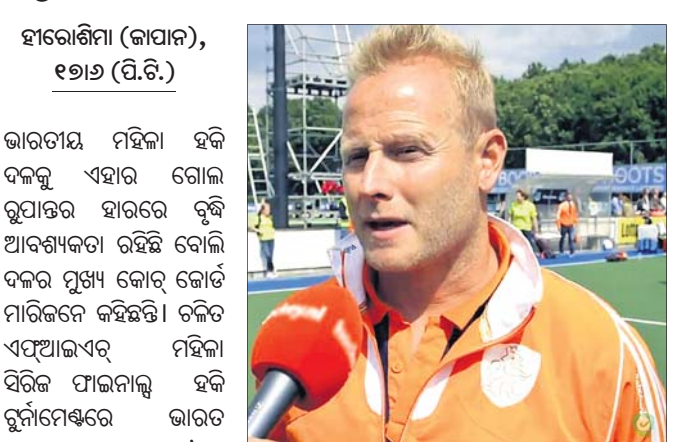 ହୀରୋଶିମା (ଜାପାନ),
୧୭ା୬ (ପି.ଟି.)
ଭାରତୀୟ ମହିଳା ହକି
ଦଳକୁ ଏହାର ଗୋଲ
ରୂପାନ୍ତର ହାରରେ ବୃଦ୍ଧି
ଆବଶ୍ୟକତା ରହିଛି ବୋଲି
ଦଳର ମୁଖ୍ୟ କୋଚ୍ ଜୋର୍ଡ
ମାରିଜନେ କହିଛନ୍ତି। ଚଳିତ
ଏଫ୍ଆଇଏଚ୍ ମହିଳା
ସିରିଜ ଫାଇନାଲ୍ସ ହକି
ଟୁର୍ନାମେଣ୍ଟରେ ଭାରତ